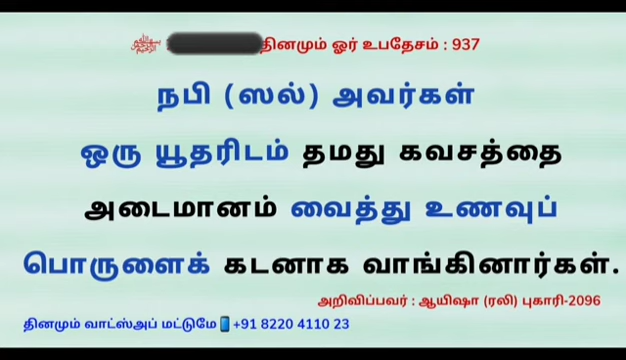 தினமும் ஓர் உபதேசம் : 937
நபி (ஸல்) அவர்கள்
ஒரு யூதரிடம் தமது கவசத்தை
அடைமானம் வைத்து உணவுப்
பொருளைக் கடனாக வாங்கினார்கள்.
அறிவிப்பவர் : ஆயிஷா (ரலி) புகாரி-2096
தினமும் வாட்ஸ்அப் மட்டுமே📱+91 8220 4110 23